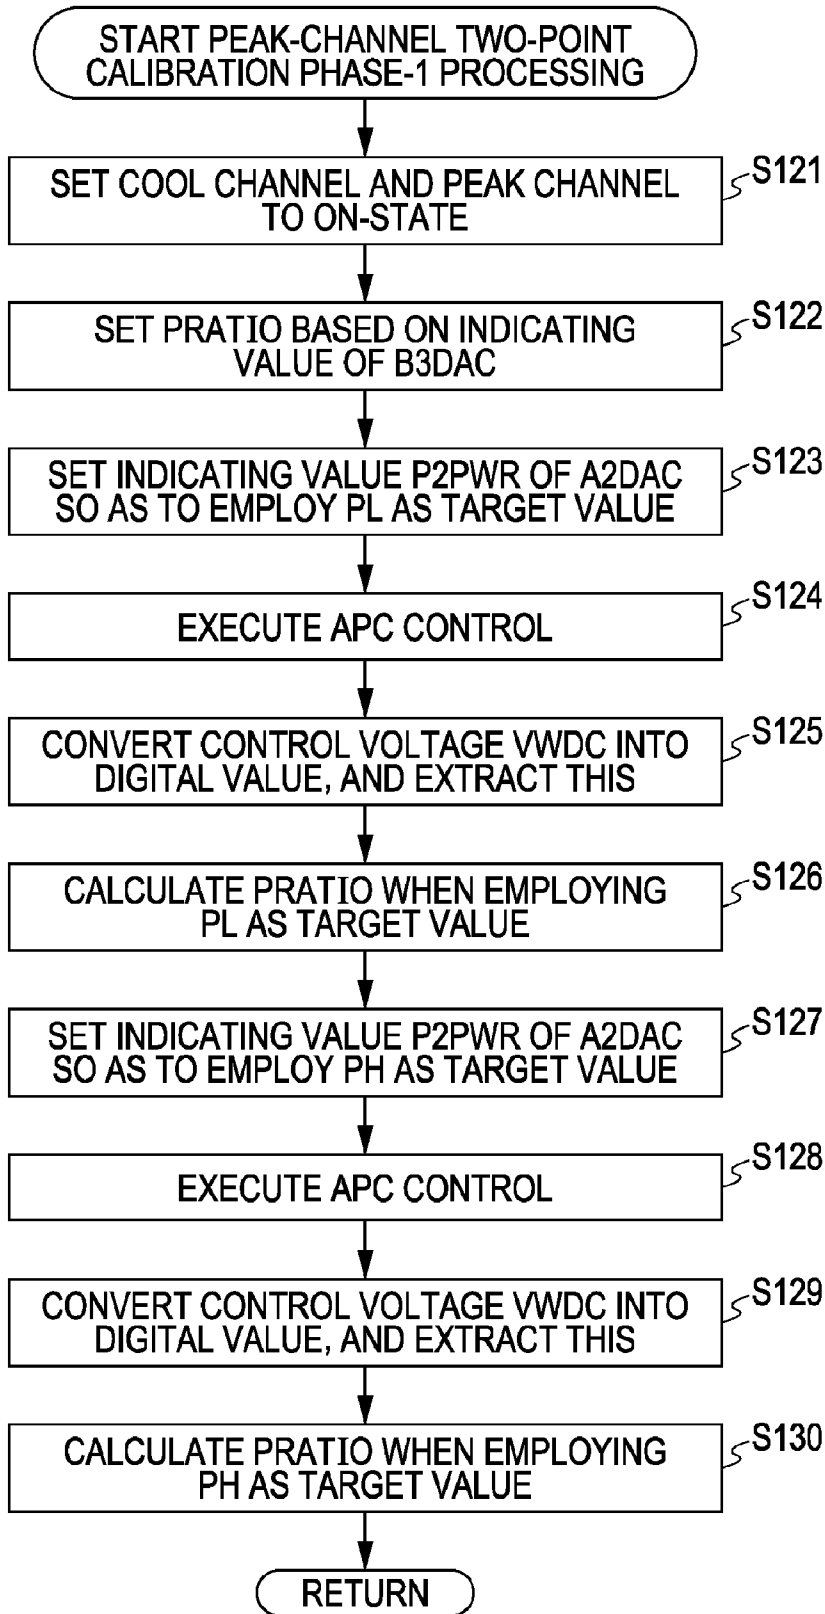 START PEAK-CHANNEL TWO-POINT
CALIBRATION PHASE-1 PROCESSING
S121
SET COOL CHANNEL AND PEAK CHANNEL
TO ON-STATE
S122
SET PRATIO BASED ON INDICATING
VALUE OF B3DAC
S123
SET INDICATING VALUE P2PWR OF A2DAC
SO AS TO EMPLOY PL AS TARGET VALUE
S124
EXECUTE APC CONTROL
S125
CONVERT CONTROL VOLTAGE VWDC INTO
DIGITAL VALUE, AND EXTRACT THIS
S126
CALCULATE PRATIO WHEN EMPLOYING
PL AS TARGET VALUE
S127
SET INDICATING VALUE P2PWR OF A2DAC
SO AS TO EMPLOY PH AS TARGET VALUE
S128
EXECUTE APC CONTROL
S129
CONVERT CONTROL VOLTAGE VWDC INTO
DIGITAL VALUE, AND EXTRACT THIS
S130
CALCULATE PRATIO WHEN EMPLOYING
PH AS TARGET VALUE
RETURN